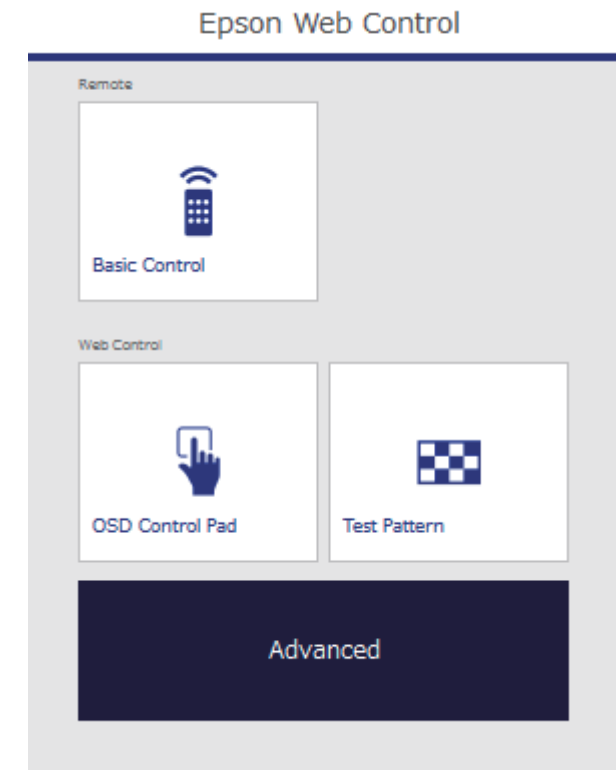 Epson Web Control
Remote
Basic Control
Web Control
OSD Control Pad
Test Pattern
Advanced